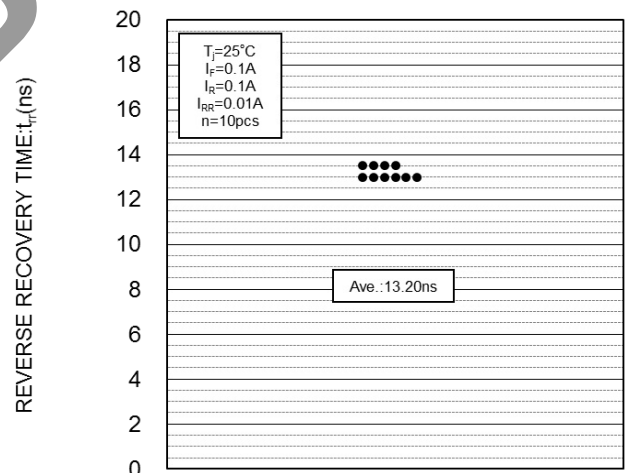 REVERSE RECOVERY TIME:trr(ns)
20
18
16
14
12
10
8
6
4
2
0
Tj=25°C
IF=0.1A
IR=0.1A
IRR=0.01A
n=10pcs
Ave.:13.20ns